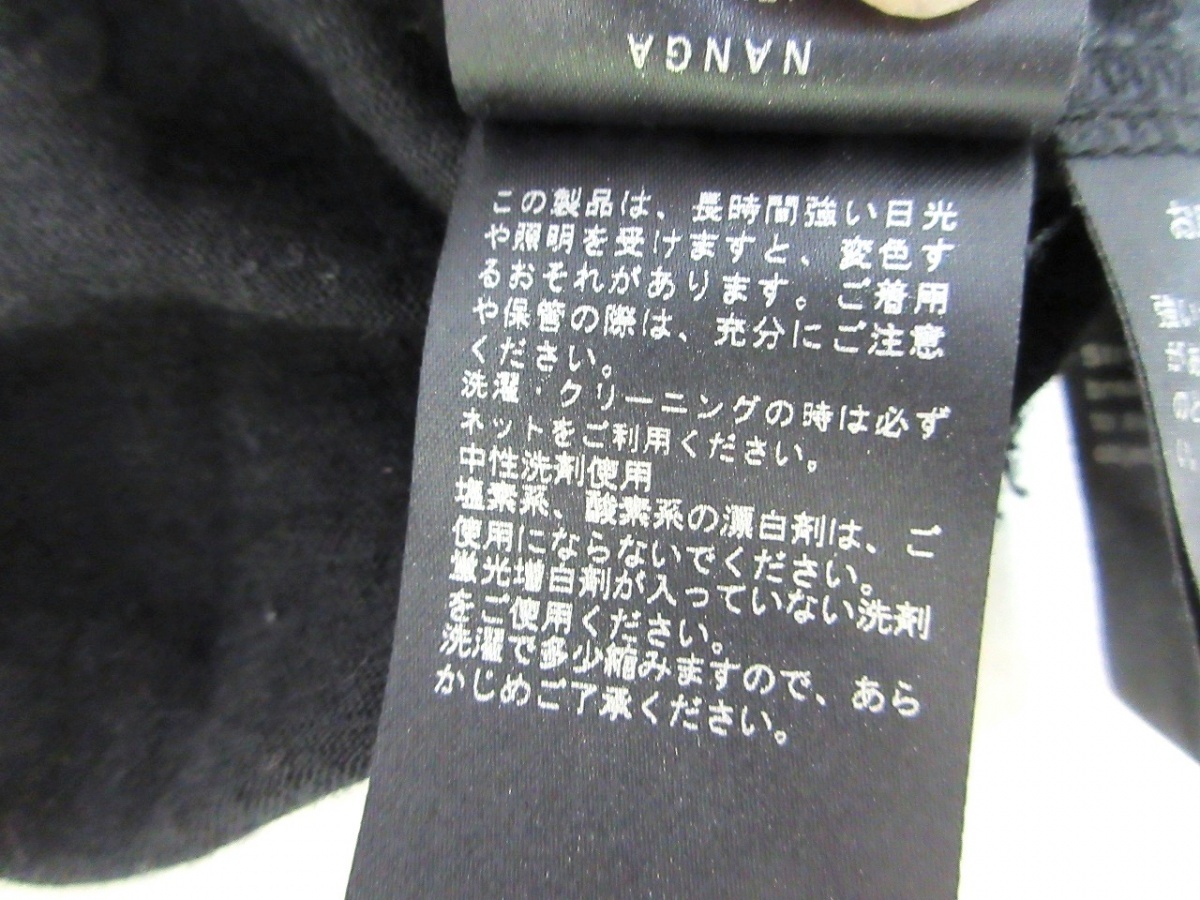 NANGA
この製品は、長時間強い日光
や照明を受けますと、変色す
るおそれがあります。ご着用
や保管の際は、充分にご注意
ください。
洗濯・クリーニングの時は必ず
ネットをご利用ください。
中性洗剤使用
塩素系、酸素系の漂白剤は、ご
使用にならないでください。
蛍光増白剤が入っていない洗剤
をご使用ください。
洗濯で多少縮みますので、あら
かじめご了承ください。